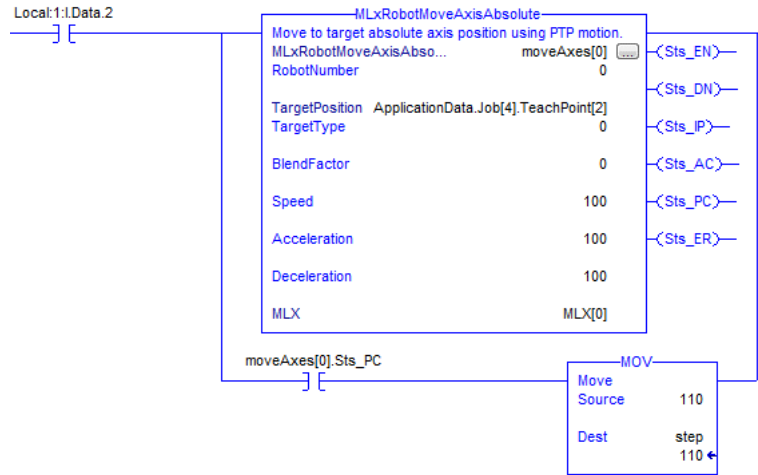 Local:1:I.Data.2
MLxRobotMoveAxisAbsolute
Move to target absolute axis position using PTP motion.
MLxRobotMoveAxisAbso... moveAxes[0] ...
RobotNumber 0
TargetPosition ApplicationData.Job[4].TeachPoint[2]
TargetType 0
BlendFactor 0
Speed 100
Acceleration 100
Deceleration 100
MLX MLX[0]
Sts_EN
Sts_DN
Sts_IP
Sts_AC
Sts_PC
Sts_ER
moveAxes[0].Sts_PC
MOV
Move
Source 110
Dest step
110